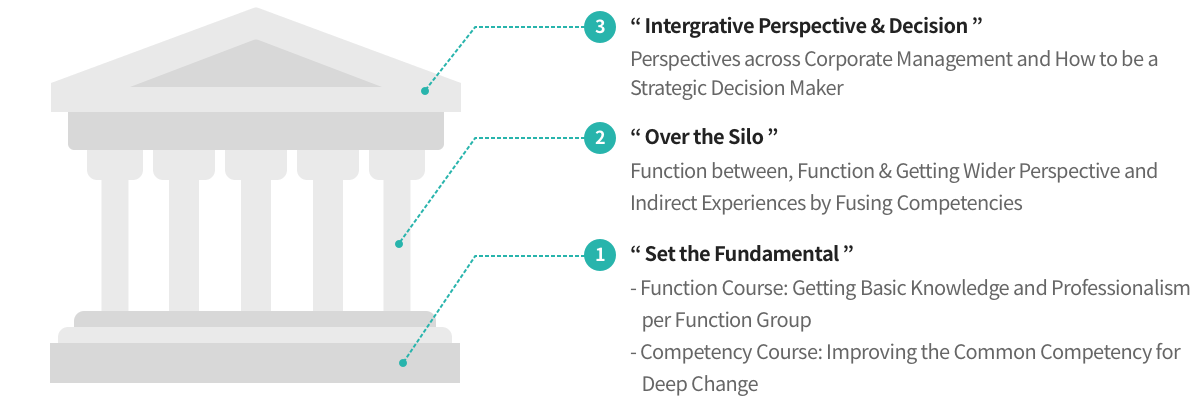 3
“ Intergrative Perspective & Decision ”
Perspectives across Corporate Management and How to be a
Strategic Decision Maker
2
“ Over the Silo ”
Function between, Function & Getting Wider Perspective and
Indirect Experiences by Fusing Competencies
1
“ Set the Fundamental ”
- Function Course: Getting Basic Knowledge and Professionalism
per Function Group
- Competency Course: Improving the Common Competency for
Deep Change